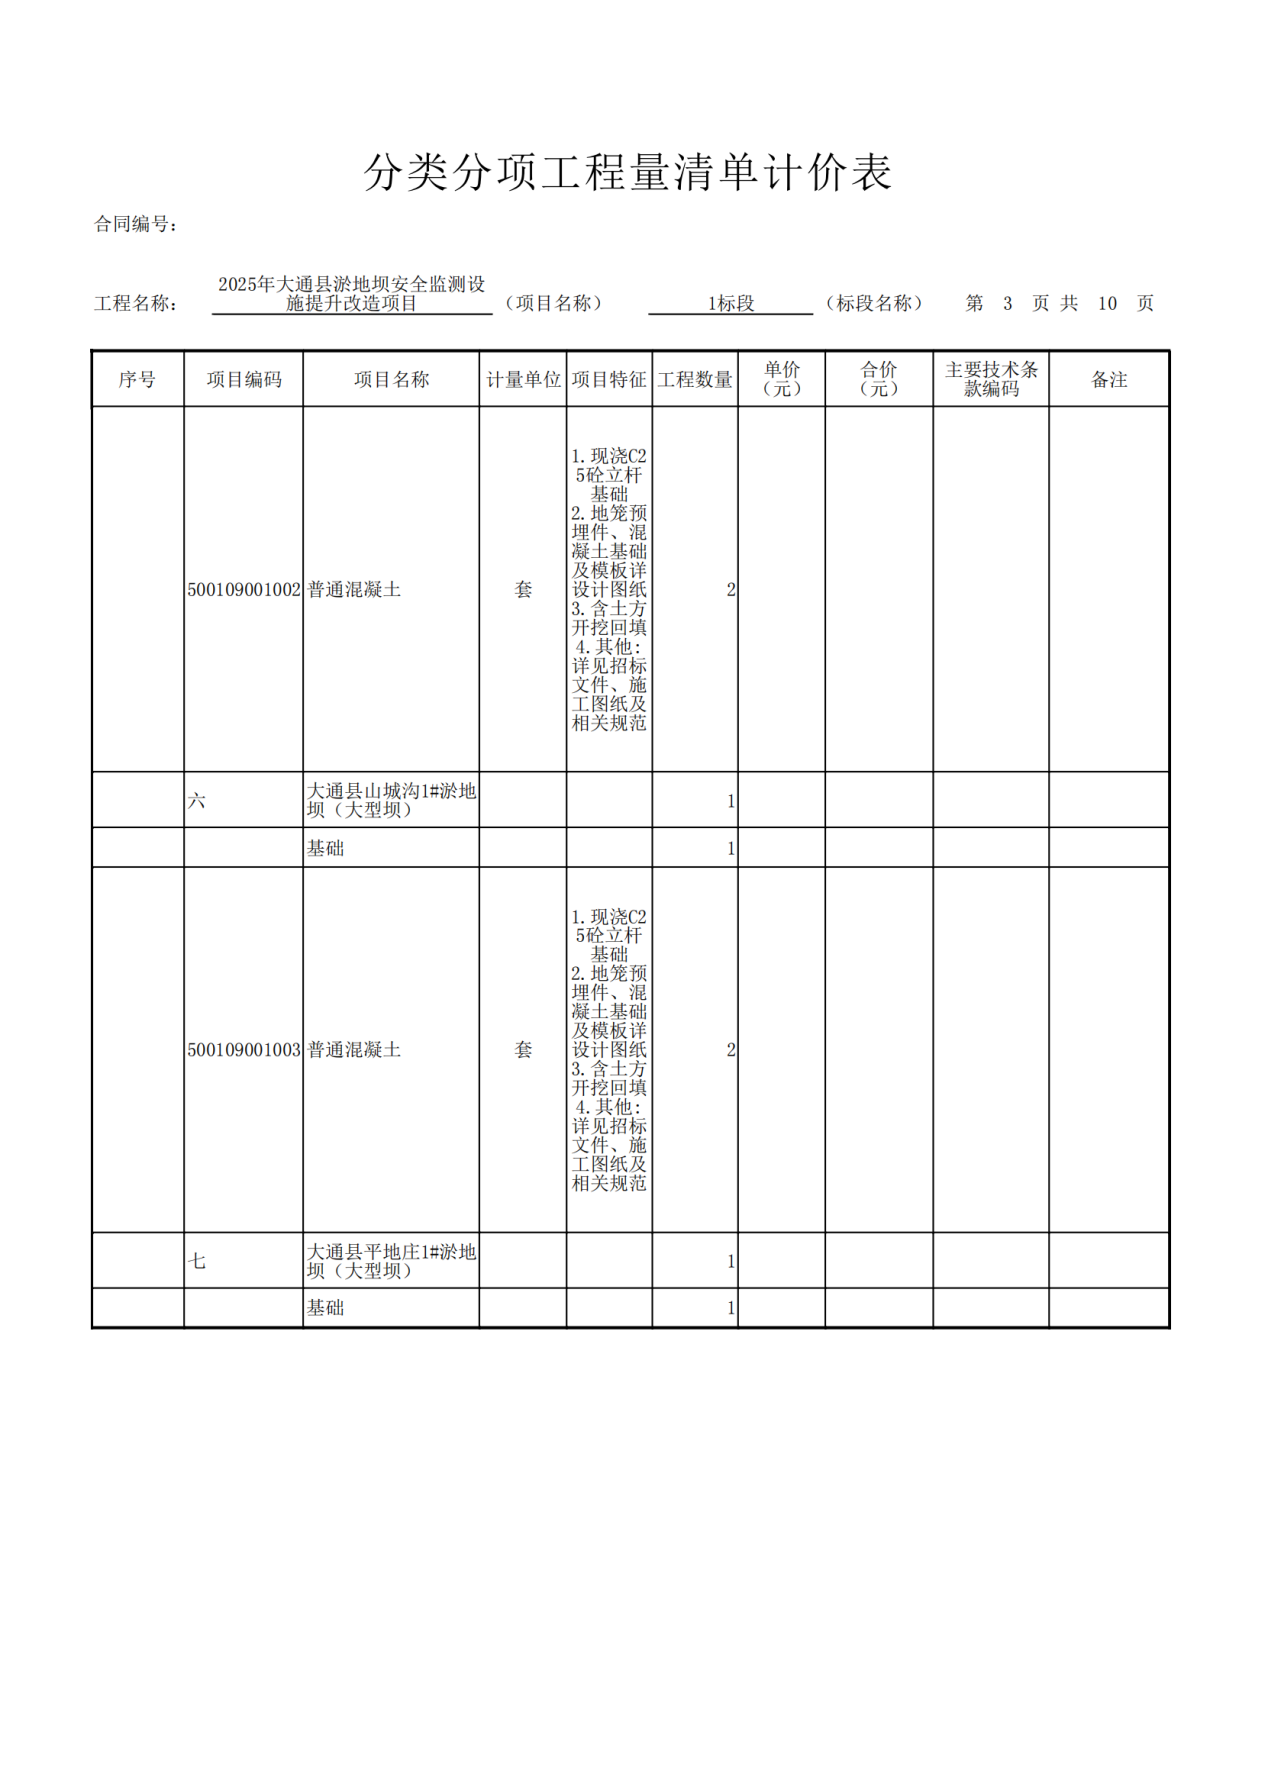 分类分项工程量清单计价表
合同编号：
工程名称：
2025年大通县淤地坝安全监测设
施提升改造项目
（项目名称）
1标段
（标段名称）
第 3 页 共 10 页
序号
项目编码
项目名称
计量单位
项目特征
工程数量
单价
（元）
合价
（元）
主要技术条
款编码
备注
500109001002
普通混凝土
套
1.现浇C2
5砼立杆
基础
2.地笼预
埋件、混
凝土基础
及模板详
设计图纸
3.含土方
开挖回填
4.其他：
详见招标
文件、施
工图纸及
相关规范
2
六
大通县山城沟1#淤地
坝（大型坝）
1
基础
1
500109001003
普通混凝土
套
1.现浇C2
5砼立杆
基础
2.地笼预
埋件、混
凝土基础
及模板详
设计图纸
3.含土方
开挖回填
4.其他：
详见招标
文件、施
工图纸及
相关规范
2
七
大通县平地庄1#淤地
坝（大型坝）
1
基础
1